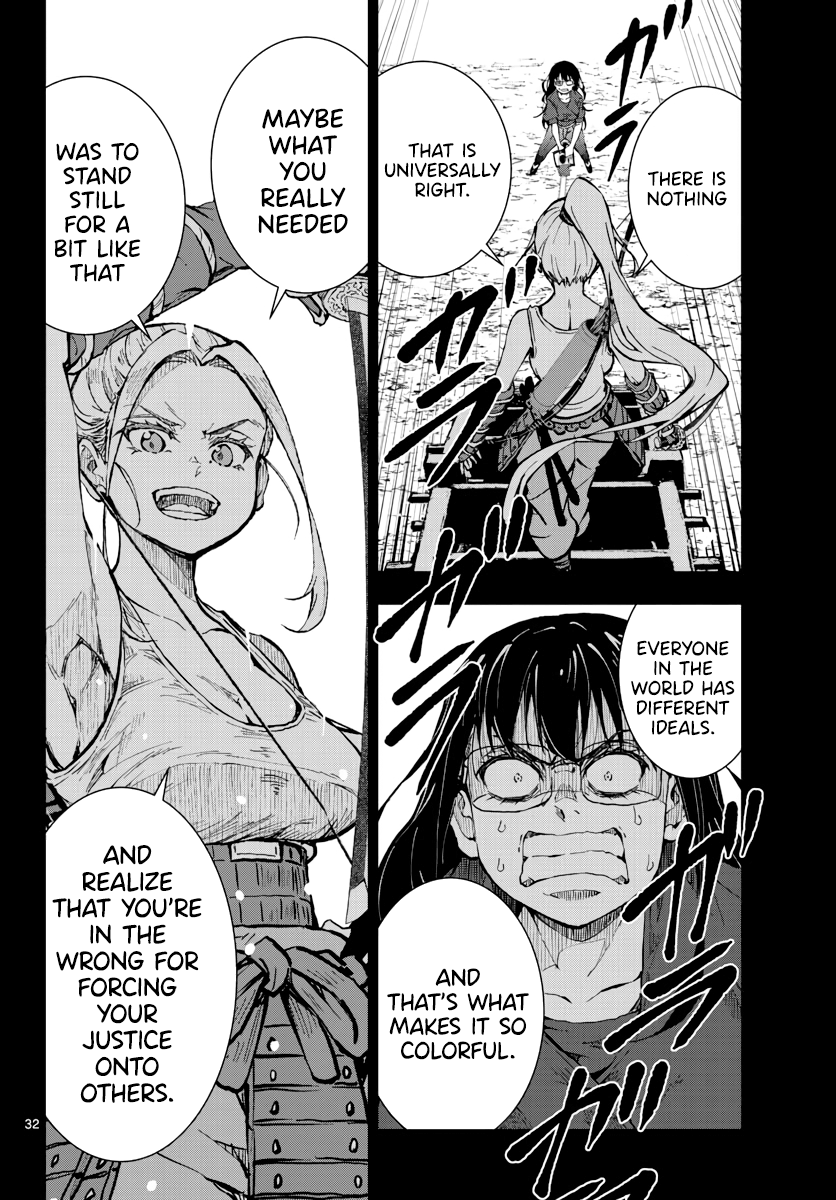 THERE IS
NOTHING
THAT IS
UNIVERSALLY
RIGHT.
ガラ
ガラ
ガラ
EVERYONE
IN THE
WORLD HAS
DIFFERENT
IDEALS.
AND
THAT'S WHAT
MAKES IT SO
COLORFUL.
ガラ
ガラ
MAYBE
WHAT
YOU
REALLY
NEEDED
WAS TO
STAND
STILL
FOR A
BIT LIKE
THAT
AND
REALIZE
THAT YOU'RE
IN THE
WRONG FOR
FORCING
YOUR
JUSTICE
ONTO
OTHERS.
32